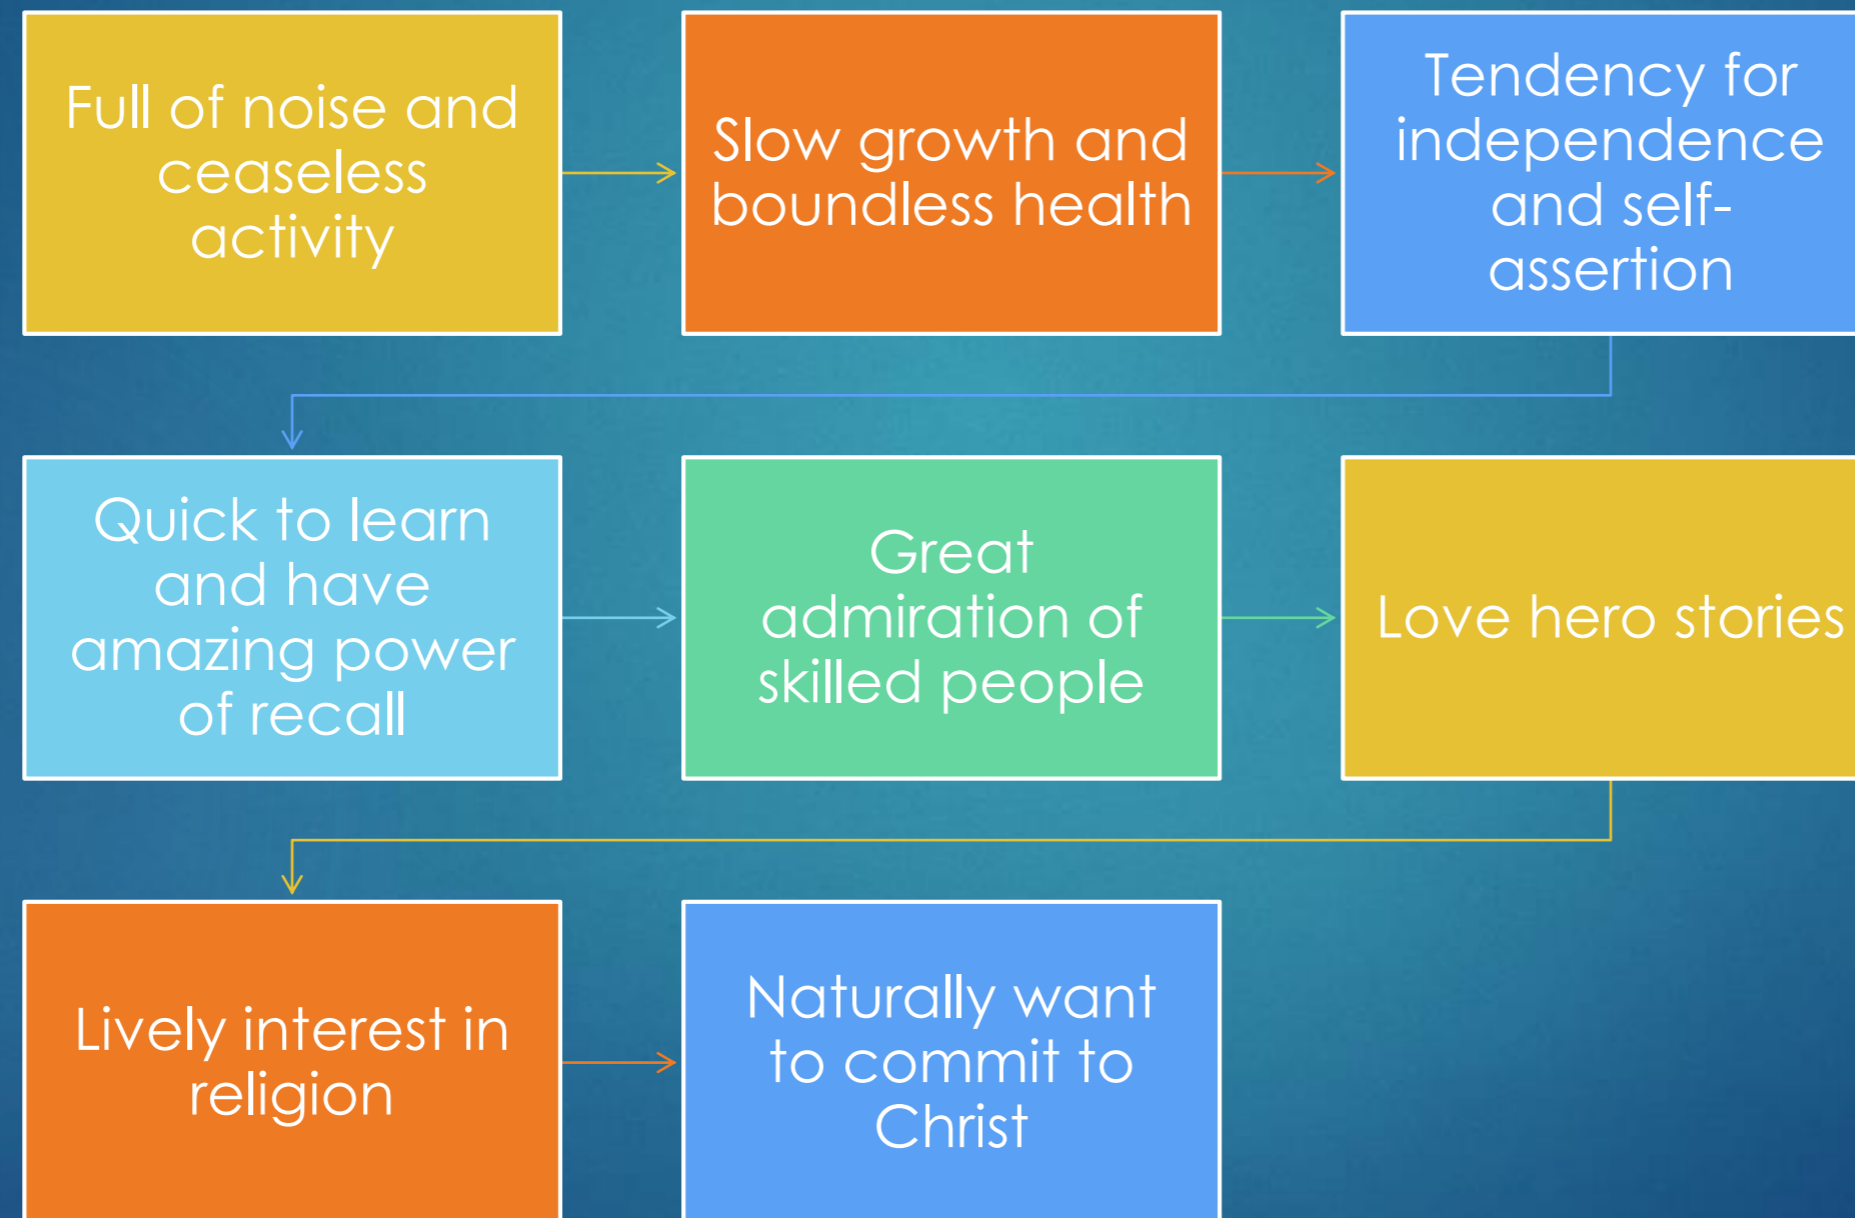 Full of noise and
ceaseless
activity
Slow growth and
boundless health
Tendency for
independence
and self-
assertion
Quick to learn
and have
amazing power
of recall
Great
admiration of
skilled people
Love hero stories
Lively interest in
religion
Naturally want
to commit to
Christ